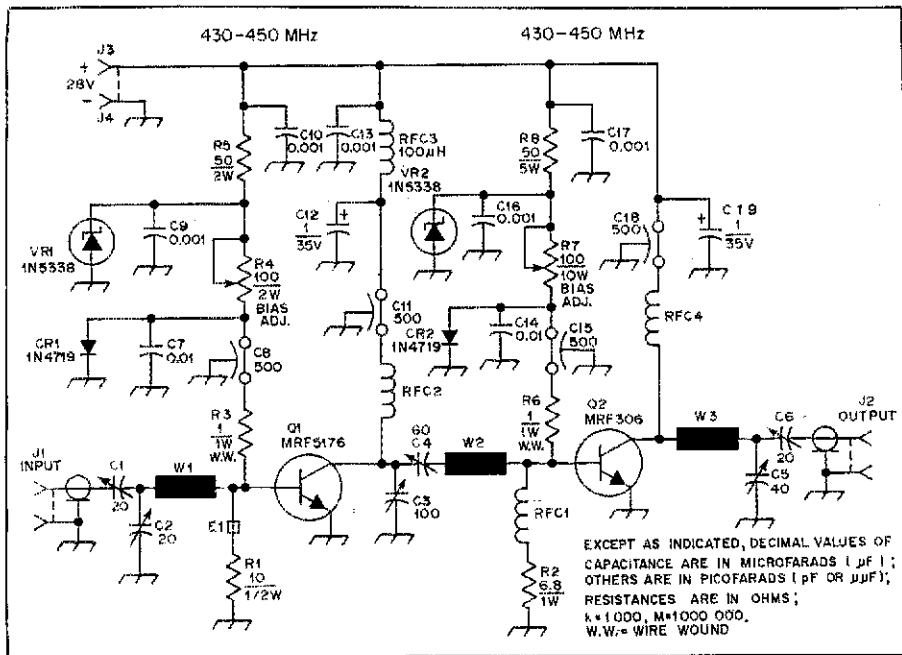 430-450 MHz
430-450 MHz
J3
+
28V
-
J4
R5
50
2W
C10
0.001
C13
0.001
RFC3
100µH
R8
50
5W
C17
0.001
VR1
1N5338
C9
0.001
R4
100
2W
BIAS
ADJ.
C12
+
1
35V
VR2
1N5338
C16
0.001
R7
100
10W
BIAS
ADJ.
C18
500
+
C19
1
35V
CR1
1N4719
C7
0.01
C8
500
C11
500
CR2
1N4719
C14
0.01
C15
500
RFC4
RFC2
R3
1
1W
W.W.
Q1
MRF5176
R6
1
1W
W.W.
Q2
MRF306
J1
INPUT
C1
20
W1
C2
20
E1
R1
10
1/2W
60
C4
C3
100
W2
RFC1
R2
6.8
1W
W3
C6
20
C5
40
J2
OUTPUT
EXCEPT AS INDICATED, DECIMAL VALUES OF
CAPACITANCE ARE IN MICROFARADS (µF);
OTHERS ARE IN PICOFARADS (pF OR µµF);
RESISTANCES ARE IN OHMS;
k=1000, M=1000 000.
W.W.= WIRE WOUND